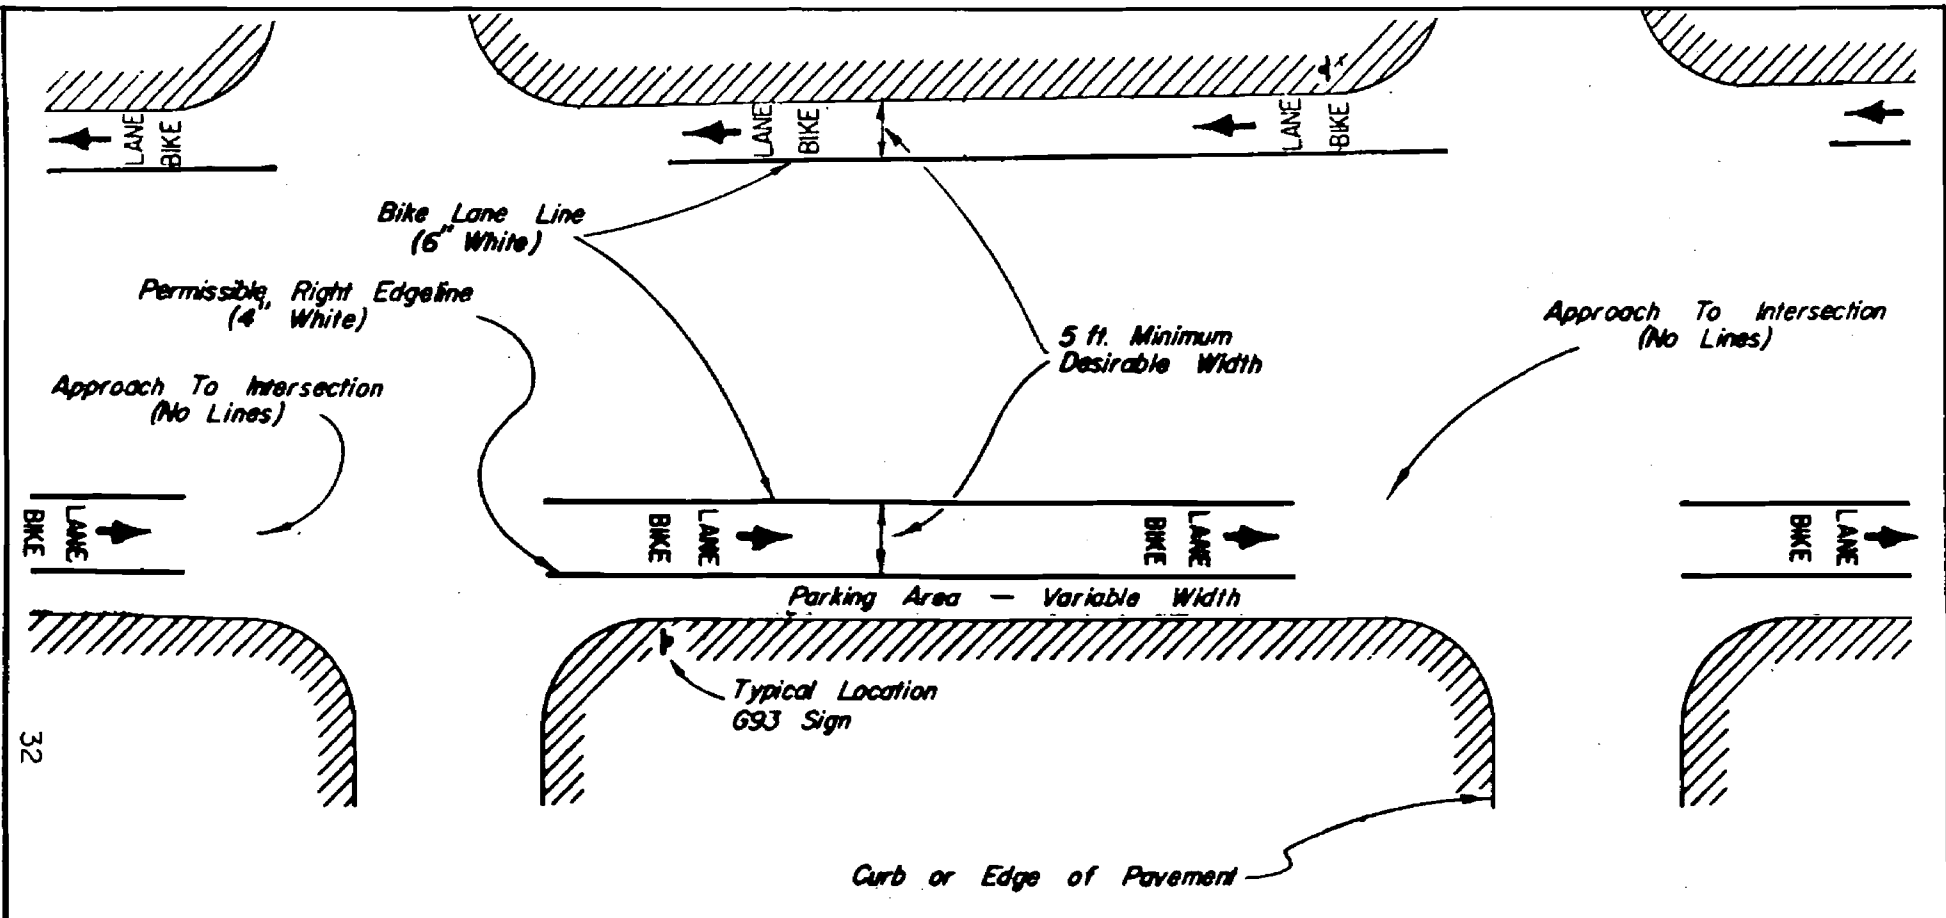 LANE
BIKE
LANE
BIKE
LANE
BIKE
Bike Lane Line
(6" White)
Permissible Right Edgeline
(4" White)
5 ft. Minimum
Desirable Width
Approach To Intersection
(No Lines)
Approach To Intersection
(No Lines)
BIKE
LANE
BIKE
LANE
BIKE
LANE
BIKE
LANE
Parking Area — Variable Width
Typical Location
G93 Sign
32
Curb or Edge of Pavement